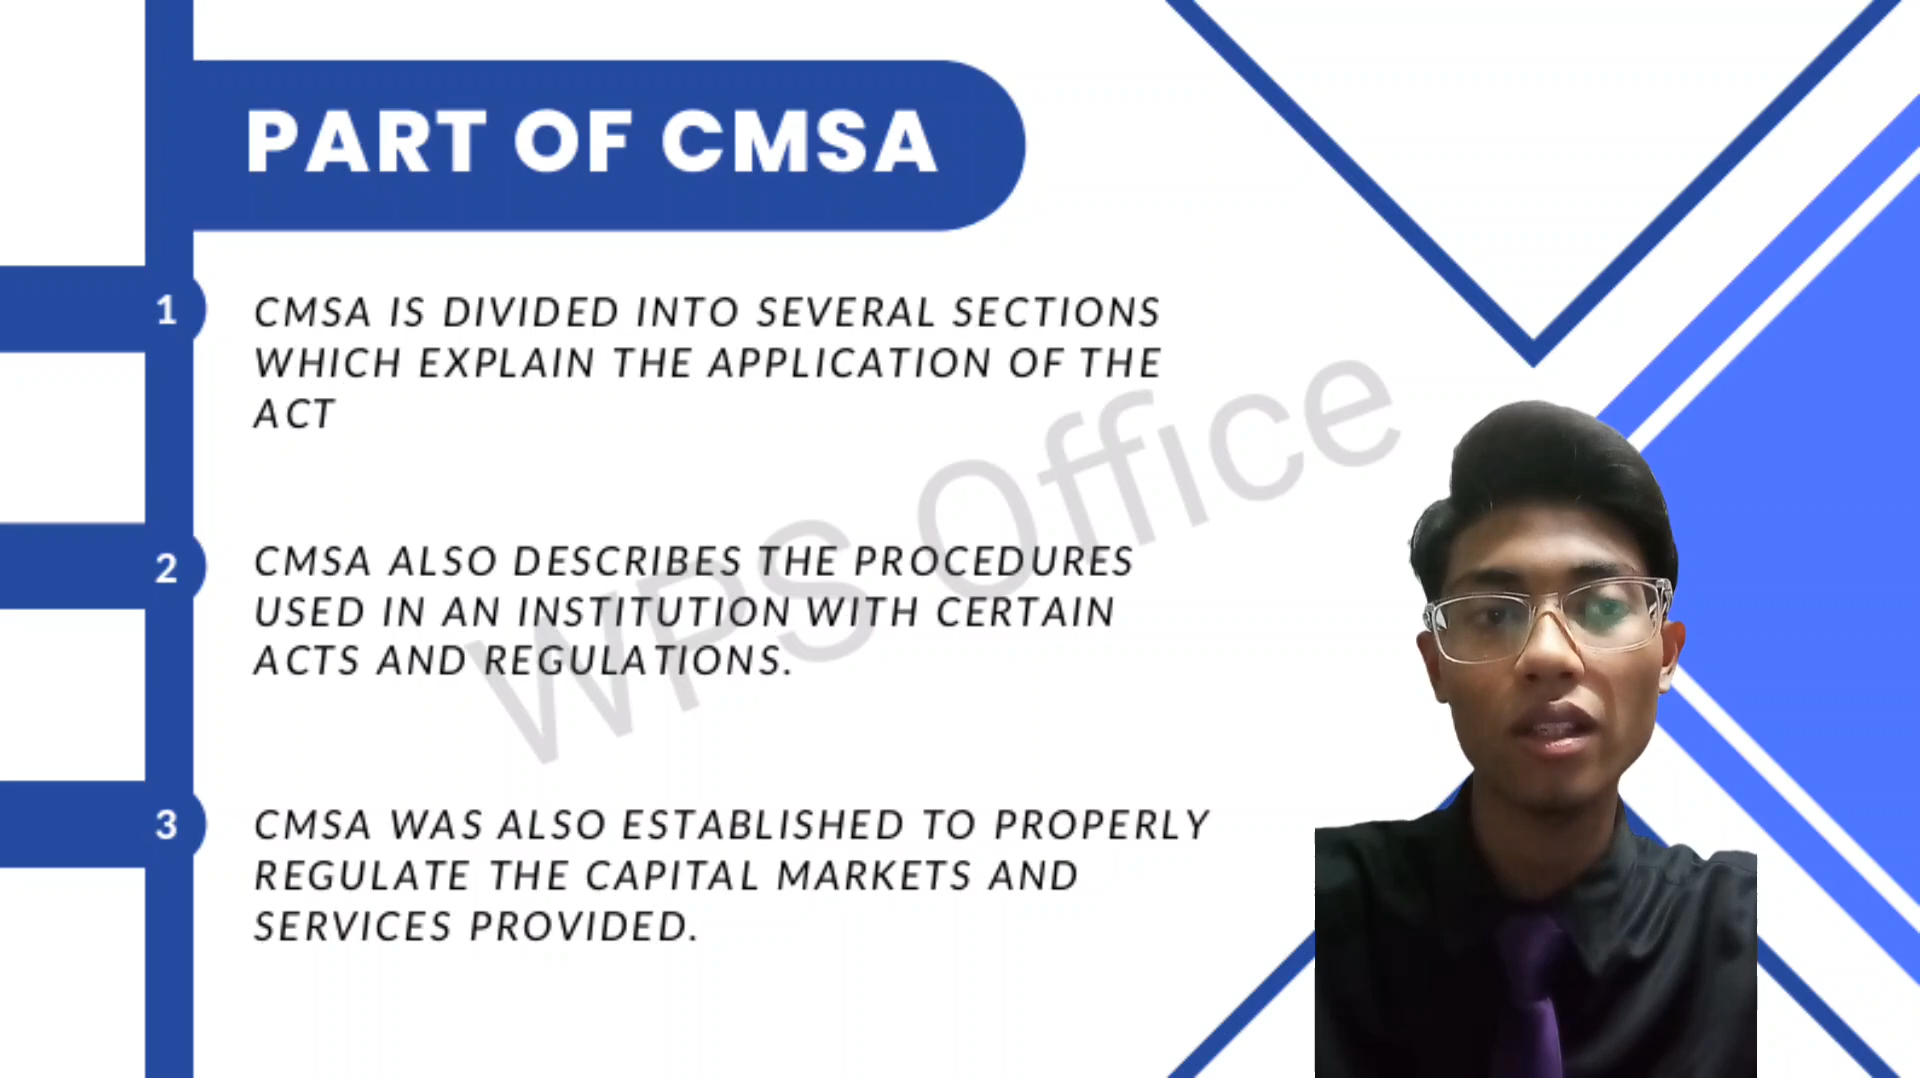 PART OF CMSA
1
CMSA IS DIVIDED INTO SEVERAL SECTIONS
WHICH EXPLAIN THE APPLICATION OF THE
ACT
2
CMSA ALSO DESCRIBES THE PROCEDURES
USED IN AN INSTITUTION WITH CERTAIN
ACTS AND REGULATIONS.
3
CMSA WAS ALSO ESTABLISHED TO PROPERLY
REGULATE THE CAPITAL MARKETS AND
SERVICES PROVIDED.
WPS Office